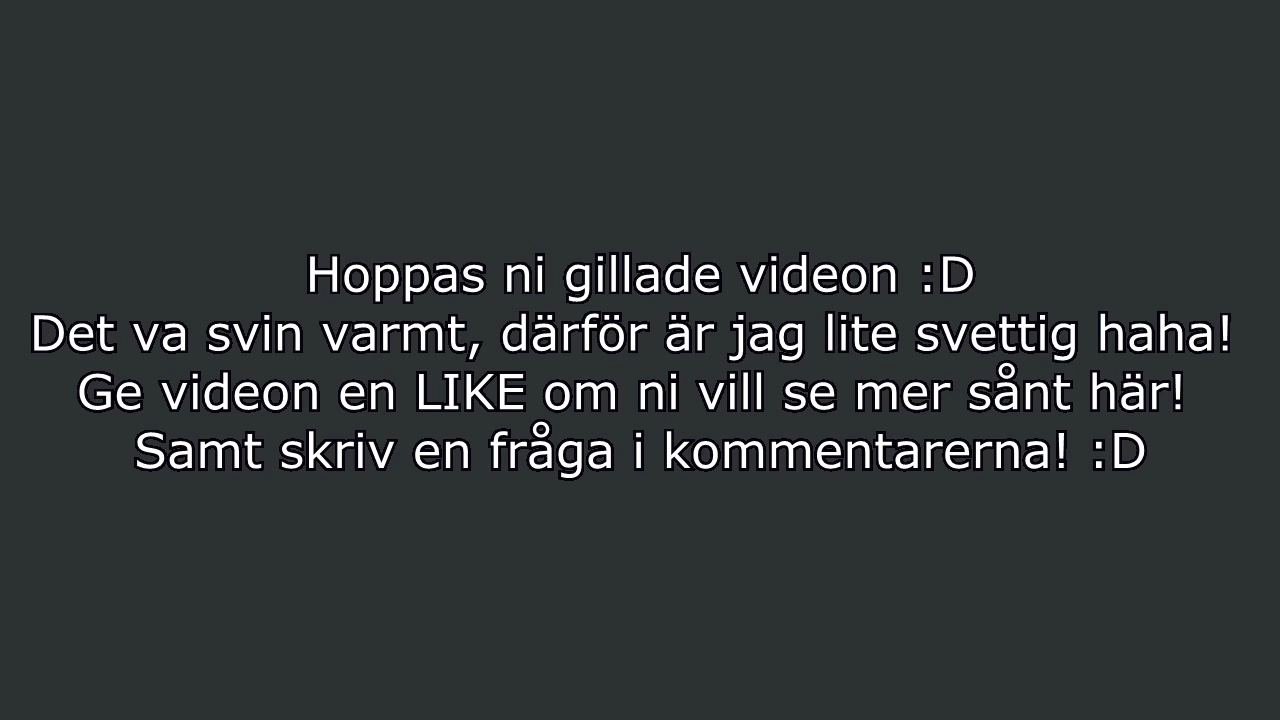 Hoppas ni gillade videon :D
Det va svin varmt, därför är jag lite svettig haha!
Ge videon en LIKE om ni vill se mer sånt här!
Samt skriv en fråga i kommentarerna! :D